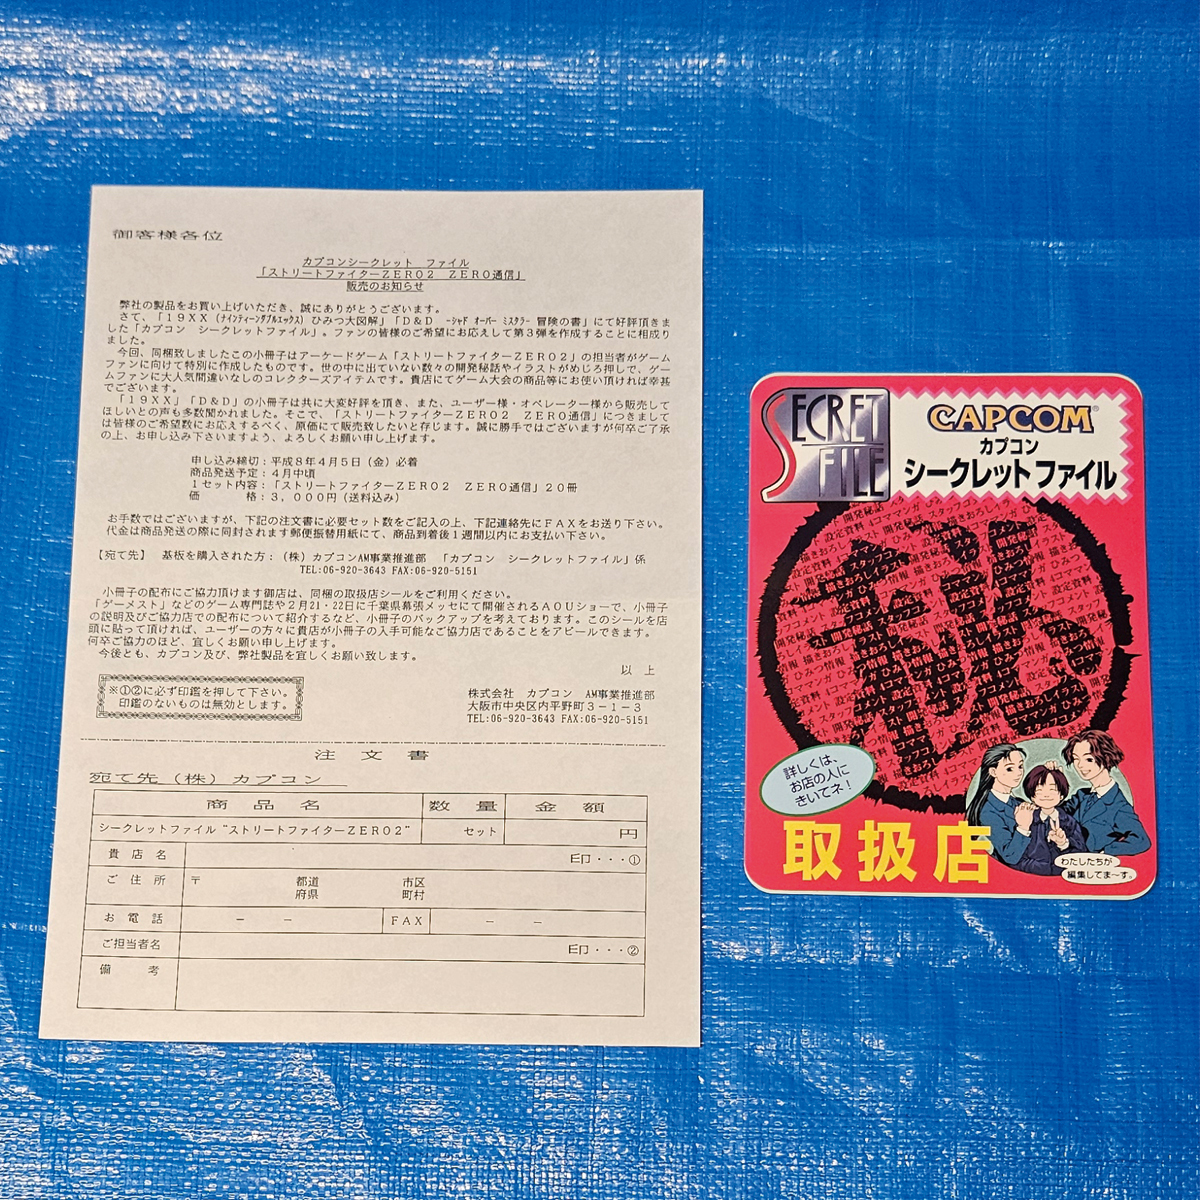 御客様各位
カプコンシークレット ファイル
「ストリートファイターZERO2 ZERO通信」
販売のお知らせ
弊社の製品をお買い上げいただき、誠にありがとうございます。
さて、「19XX(ナインティーンダブルエックス)ひみつ大図解」「D&D -シャドー オーバー ミスタラ- 冒険の書」にて好評頂きま
した「カプコン シークレットファイル」。ファンの皆様のご希望にお応えして第3弾を作成することに相成り
ました。
今回、同梱致しましたこの小冊子はアーケードゲーム「ストリートファイターZERO2」の担当者がゲーム
ファンに向けて特別に作成したものです。世の中に出ていない数々の開発秘話やイラストがめじろ押しで、ゲー
ムファンに大人気間違いなしのコレクターズアイテムです。貴店にてゲーム大会の商品等にお使い頂ければ幸甚
でございます。
「19XX」「D&D」の小冊子は共に大変好評を頂き、また、ユーザー様・オペレーター様から販売して
ほしいとの声も多数聞かれました。そこで、「ストリートファイターZERO2 ZERO通信」につきまして
は皆様のご希望数にお応えするべく、原価にて販売致したいと存じます。誠に勝手ではございますが何卒ご了承
の上、お申し込み下さいますよう、よろしくお願い申し上げます。
申し込み締切:平成8年4月5日(金)必着
商品発送予定:4月中頃
1セット内容:「ストリートファイターZERO2 ZERO通信」20冊
価 格:3,000円(送料込み)
お手数ではございますが、下記の注文書に必要セット数をご記入の上、下記連絡先にFAXをお送り下さい。
代金は商品発送の際に同封されます郵便振替用紙にて、商品到着後1週間以内にお支払い下さい。
【宛て先】 基板を購入された方:(株)カプコンAM事業推進部 「カプコン シークレットファイル」係
TEL:06-920-3643 FAX:06-920-5151
小冊子の配布にご協力頂けます御店は、同梱の取扱店シールをご利用ください。
「ゲーメスト」などのゲーム専門誌や2月21・22日に千葉県幕張メッセにて開催されるAOUショーで、小冊子
の説明及びご協力店での配布について紹介するなど、小冊子のバックアップを考えております。このシールを店
頭に貼って頂ければ、ユーザーの方々に貴店が小冊子の入手可能なご協力店であることをアピールできます。
何卒ご協力のほど、宜しくお願い申し上げます。
今後とも、カプコン及び、弊社製品を宜しくお願い致します。
以上
※①②に必ず印鑑を押して下さい。
印鑑のないものは無効とします。
株式会社 カプコン AM事業推進部
大阪市中央区内平野町3-1-3
TEL:06-920-3643 FAX:06-920-5151
注文書
宛て先(株)カプコン
商品名 数量 金額
シークレットファイル“ストリートファイターZERO2” セット 円
貴店名 印・・・①
ご住所 〒 都道 市区
府県 町村
お電話 - - FAX - -
ご担当者名 印・・・②
備考
SECRET
FILE
CAPCOM®
カプコン
シークレットファイル
秘
詳しくは、
お店の人に
きいてネ!
取扱店
わたしたちが
編集してま〜す。